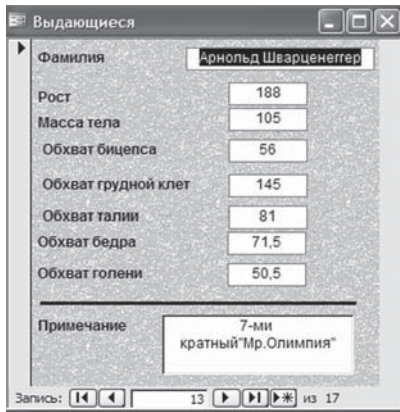 Выдающиеся
Фамилия Арнольд Шварценеггер
Рост 188
Масса тела 105
Обхват бицепса 56
Обхват грудной клет 145
Обхват талии 81
Обхват бедра 71,5
Обхват голени 50,5
Примечание 7-ми
кратный"Мр.Олимпия"
Запись: 13 из 17